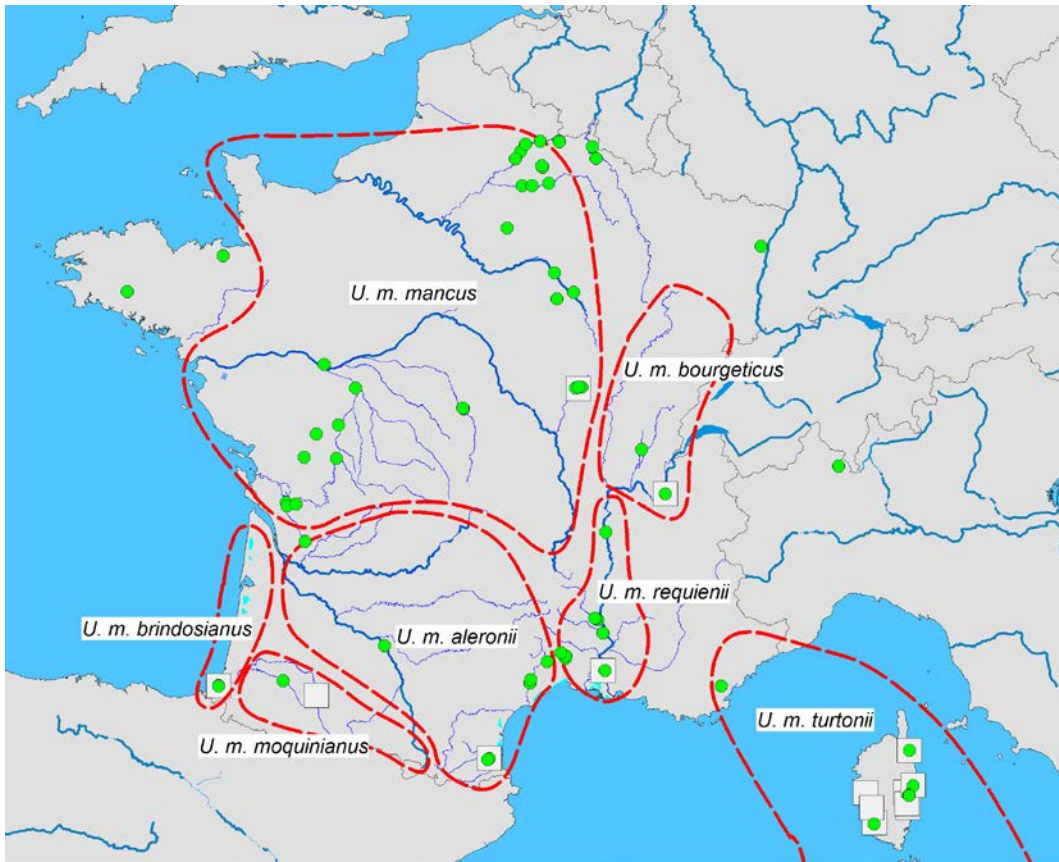 U. m. mancus
U. m. bourgeticus
U. m. requienii
U. m. brindosianus
U. m. aleronii
U. m. turtonii
U. m. moquinianus